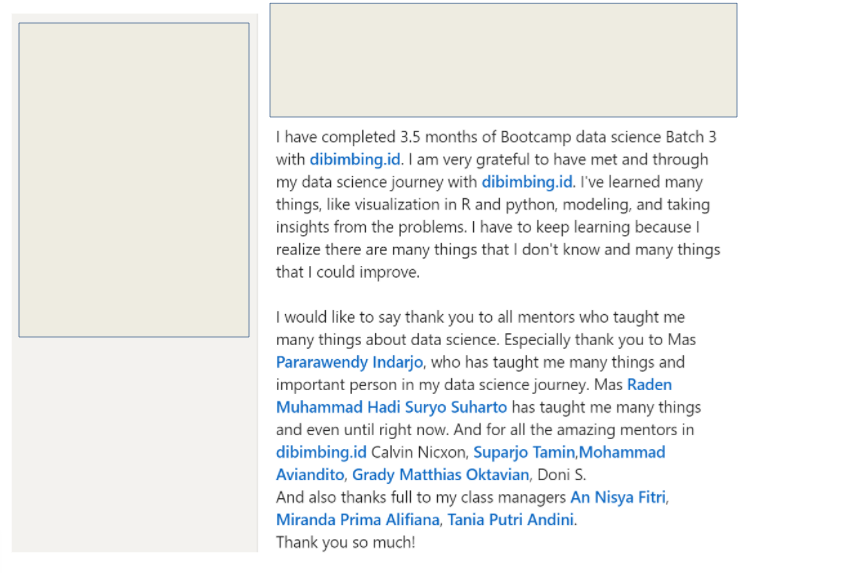 I have completed 3.5 months of Bootcamp data science Batch 3
with dibimbing.id. I am very grateful to have met and through
my data science journey with dibimbing.id. I've learned many
things, like visualization in R and python, modeling, and taking
insights from the problems. I have to keep learning because I
realize there are many things that I don't know and many things
that I could improve.
I would like to say thank you to all mentors who taught me
many things about data science. Especially thank you to Mas
Pararawendy Indarjo, who has taught me many things and
important person in my data science journey. Mas Raden
Muhammad Hadi Suryo Suharto has taught me many things
and even until right now. And for all the amazing mentors in
dibimbing.id Calvin Nicxon, Suparjo Tamin,Mohammad
Aviandito, Grady Matthias Oktavian, Doni S.
And also thanks full to my class managers An Nisya Fitri,
Miranda Prima Alifiana, Tania Putri Andini.
Thank you so much!